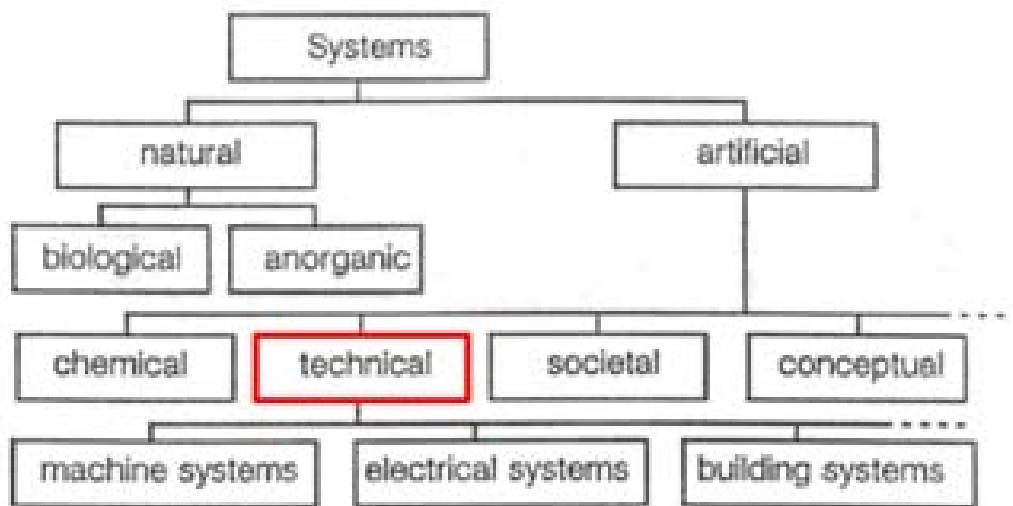 Systems
natural
artificial
biological
anorganic
chemical
technical
societal
conceptual
machine systems
electrical systems
building systems